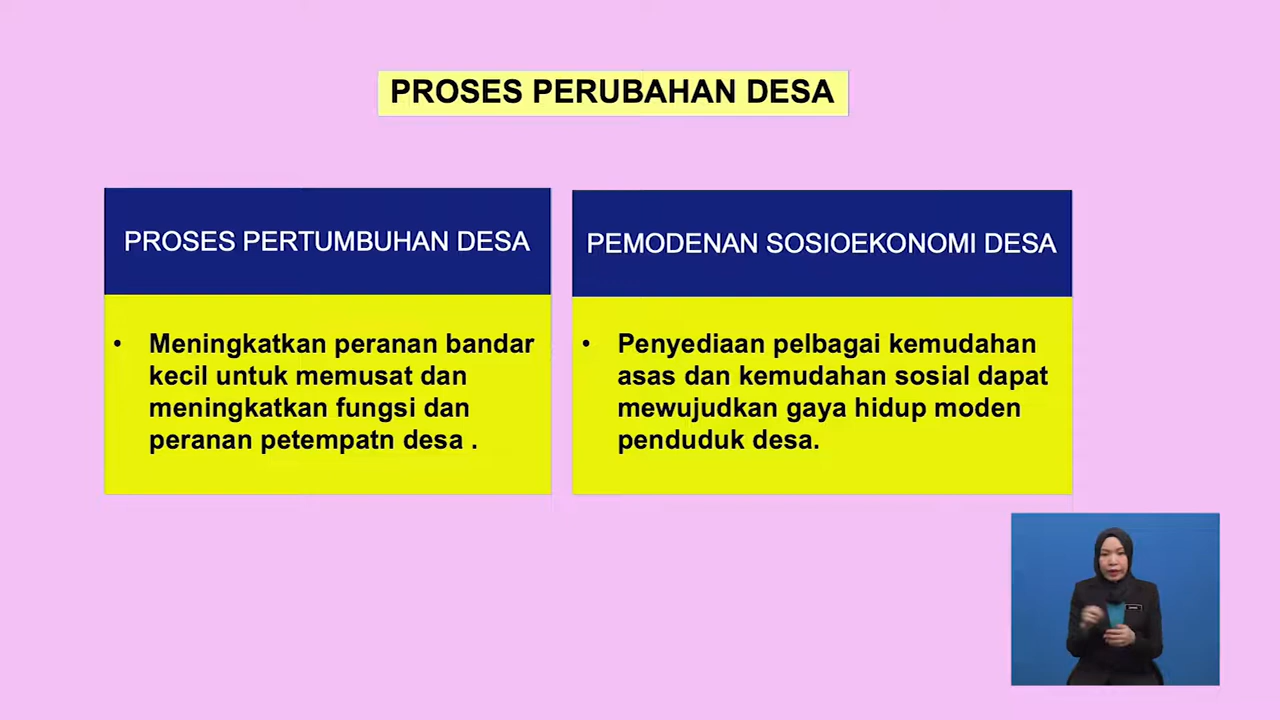 PROSES PERUBAHAN DESA
PROSES PERTUMBUHAN DESA
• Meningkatkan peranan bandar
kecil untuk memusat dan
meningkatkan fungsi dan
peranan petempatn desa .
PEMODENAN SOSIOEKONOMI DESA
• Penyediaan pelbagai kemudahan
asas dan kemudahan sosial dapat
mewujudkan gaya hidup moden
penduduk desa.